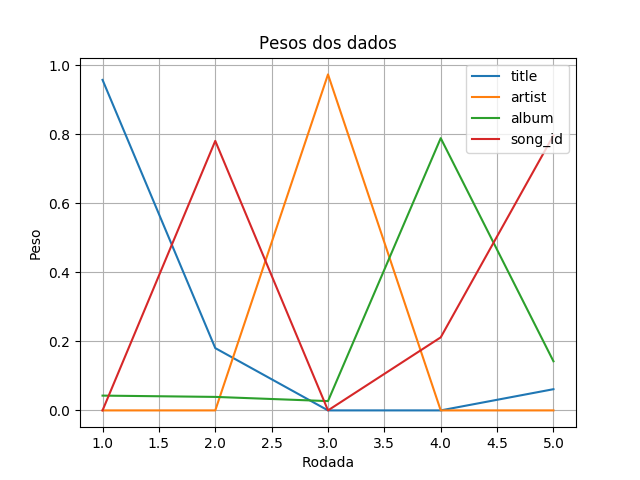 Pesos dos dados
title
artist
album
song_id
1.0
0.8
0.6
0.4
0.2
0.0
Peso
1.0 1.5 2.0 2.5 3.0 3.5 4.0 4.5 5.0
Rodada